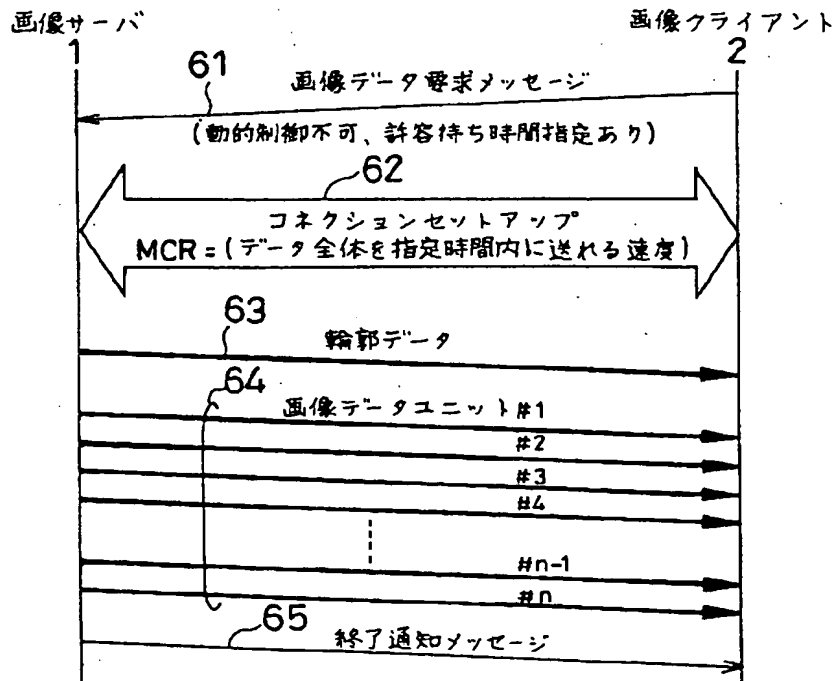 画像サーバ
1
画像クライアント
2
61
画像データ要求メッセージ
(動的制御不可、許容待ち時間指定あり)
62
コネクションセットアップ
MCR=(データ全体を指定時間内に送れる速度)
63
輪郭データ
64
画像データユニット#1
#2
#3
#4
#n-1
#n
65
終了通知メッセージ